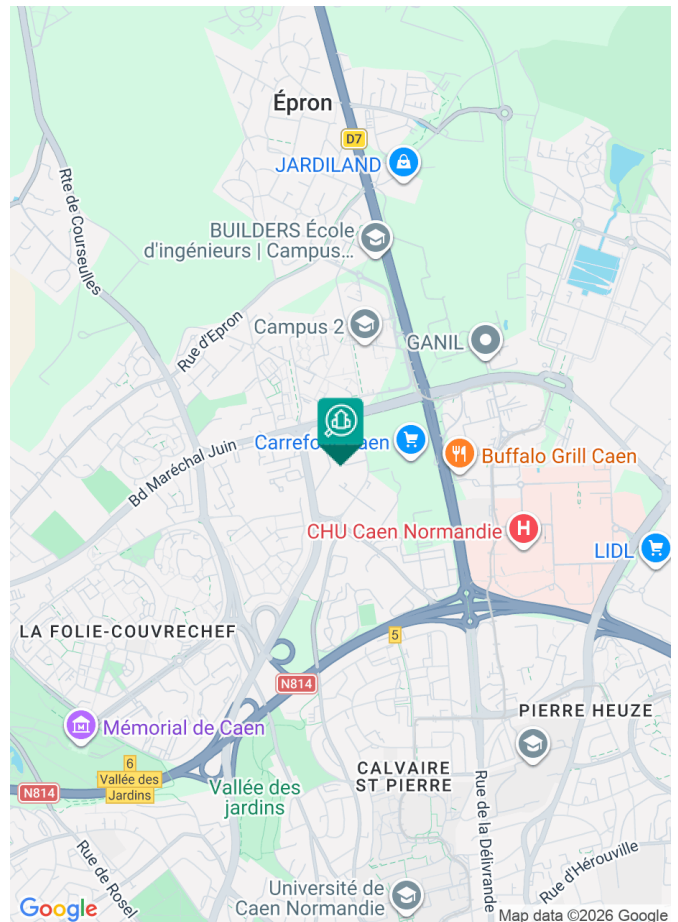 Épron
D7
JARDILAND
Rte de Courseulles
BUILDERS École
d'ingénieurs | Campus...
Campus 2
GANIL
Rue d'Epron
Carrefour Caen
Buffalo Grill Caen
Bd Maréchal Juin
CHU Caen Normandie
H
LIDL
LA FOLIE-COUVRECHEF
5
N814
Mémorial de Caen
PIERRE HEUZE
6
Vallée des
Jardins
N814
Vallée des
jardins
CALVAIRE
ST PIERRE
Rue de la Délivrande
Rue de Rosel
Rue d'Hérouville
Université de
Caen Normandie
Google
Map data ©2026 Google